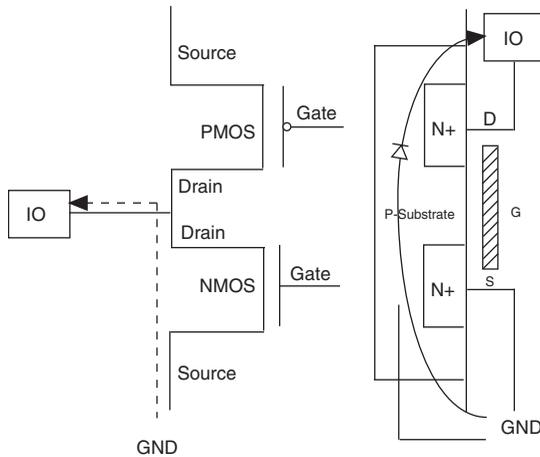 Source
PMOS
Gate
Drain
IO
Drain
NMOS
Gate
Source
GND
IO
N+
D
P-Substrate
G
N+
S
GND